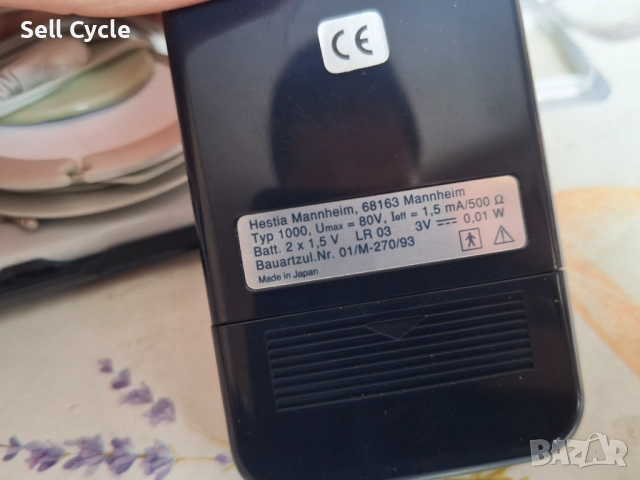 Sell Cycle
CE
Hestia Mannheim, 68163 Mannheim
Typ 1000, Umax = 80V, Ieff = 1,5 mA/500 Ω
Batt. 2 x 1,5 V LR 03 3V 0,01 W
Bauartzul.Nr. 01/M-270/93
Made in Japan
BAZAR